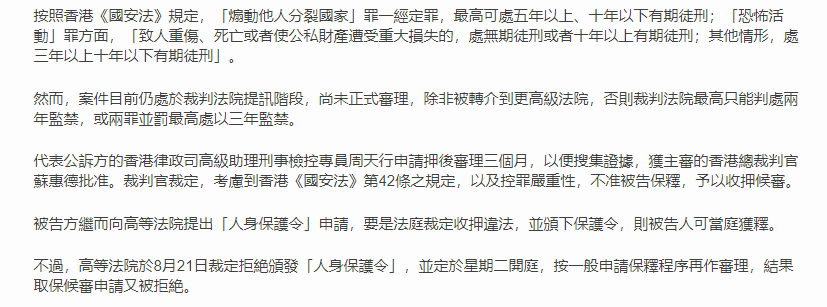 按照香港《國安法》規定，「煽動他人分裂國家」罪一經定罪，最高可處五年以上、十年以下有期徒刑；「恐怖活
動」罪方面，「致人重傷、死亡或者使公私財產遭受重大損失的，處無期徒刑或者十年以上有期徒刑；其他情形，處
三年以上十年以下有期徒刑」。
然而，案件目前仍處於裁判法院提訊階段，尚未正式審理，除非被轉介到更高級法院，否則裁判法院最高只能判處兩
年監禁，或兩罪並罰最高處以三年監禁。
代表公訴方的香港律政司高級助理刑事檢控專員周天行申請押後審理三個月，以便搜集證據，獲主審的香港總裁判官
蘇惠德批准。裁判官裁定，考慮到香港《國安法》第42條之規定，以及控罪嚴重性，不准被告保釋，予以收押候審。
被告方繼而向高等法院提出「人身保護令」申請，要是法庭裁定收押違法，並頒下保護令，則被告人可當庭獲釋。
不過，高等法院於8月21日裁定拒絶頒發「人身保護令」，並定於星期二開庭，按一般申請保釋程序再作審理，結果
取保候審申請又被拒絶。